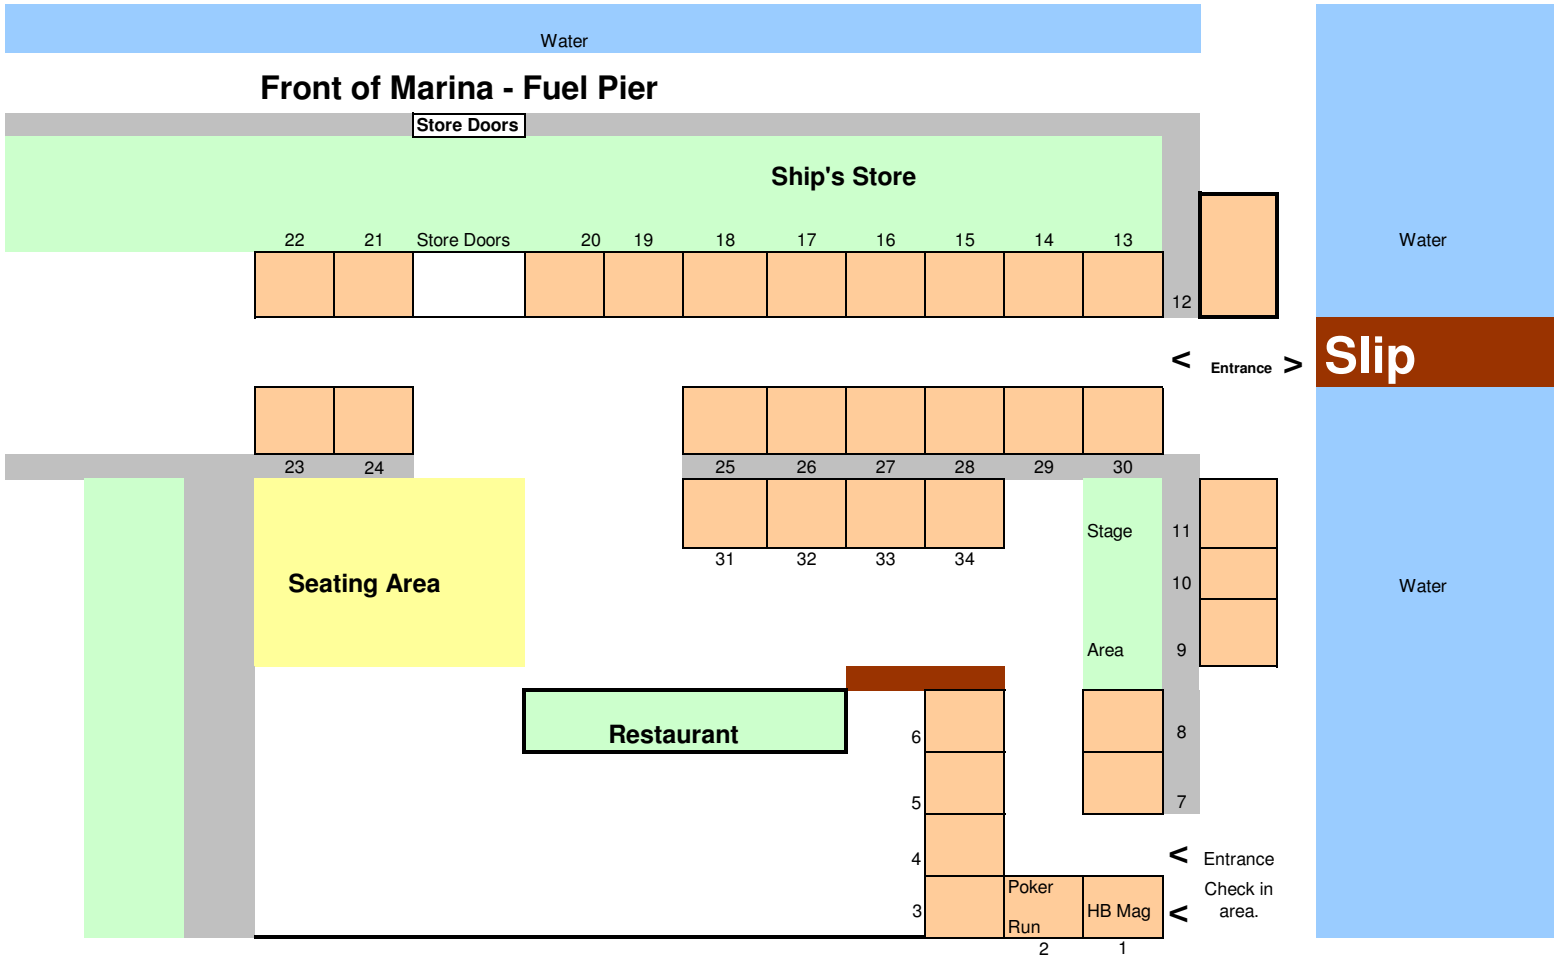 Water
Front of Marina - Fuel Pier
Store Doors
Ship's Store
22 21 Store Doors 20 19 18 17 16 15 14 13
Water
12
< Entrance >
Slip
23 24 25 26 27 28 29 30
Stage 11
31 32 33 34
Seating Area
10
Water
Area 9
Restaurant
6
8
5
7
4
< Entrance
Poker
Check in
3
HB Mag
< area.
Run
2 1